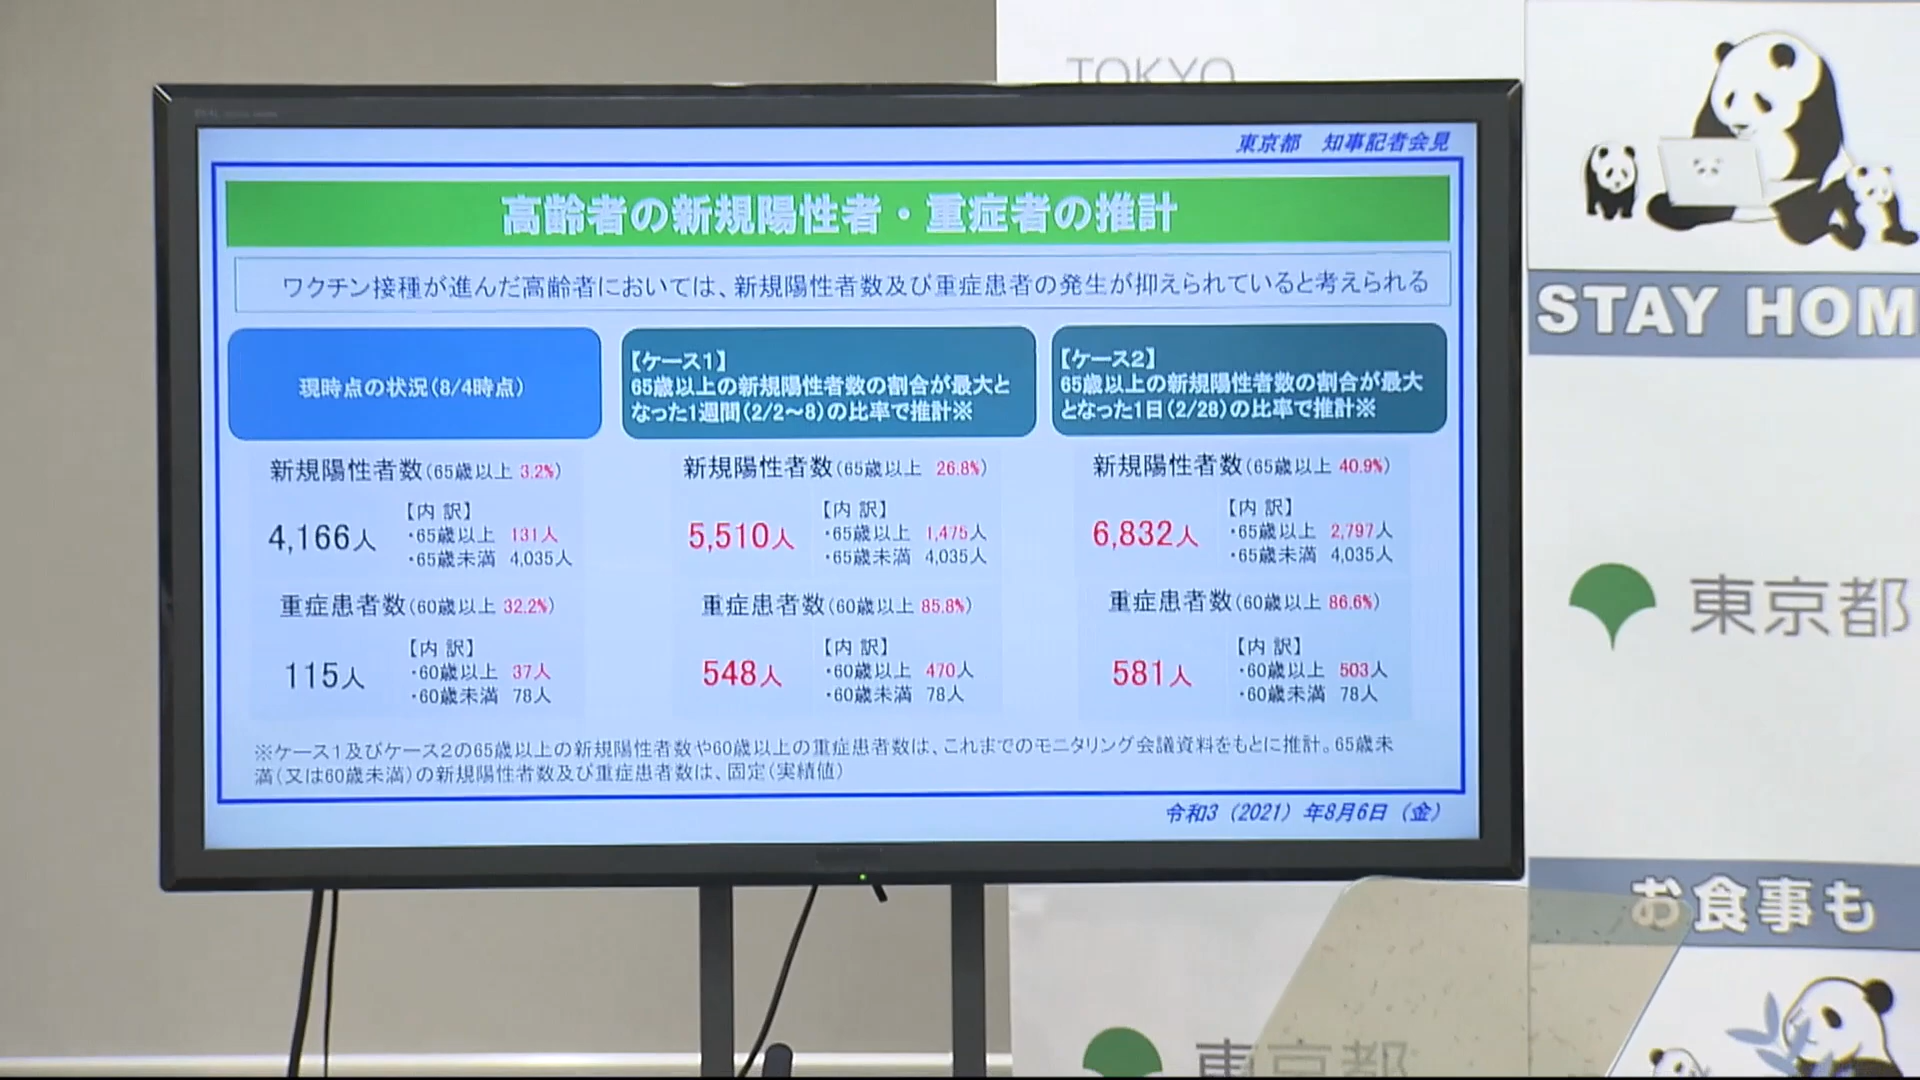 TOKYO
東京都　知事記者会見
高齢者の新規陽性者・重症者の推計
ワクチン接種が進んだ高齢者においては、新規陽性者数及び重症患者の発生が抑えられていると考えられる
現時点の状況（8/4時点）
新規陽性者数（65歳以上 3.2%）
4,166人
【内 訳】
・65歳以上 131人
・65歳未満 4,035人
重症患者数（60歳以上 32.2%）
115人
【内 訳】
・60歳以上 37人
・60歳未満 78人
【ケース1】
65歳以上の新規陽性者数の割合が最大と
なった1週間（2/2～8）の比率で推計※
新規陽性者数（65歳以上 26.8%）
5,510人
【内 訳】
・65歳以上 1,475人
・65歳未満 4,035人
重症患者数（60歳以上 85.8%）
548人
【内 訳】
・60歳以上 470人
・60歳未満 78人
【ケース2】
65歳以上の新規陽性者数の割合が最大
となった1日（2/28）の比率で推計※
新規陽性者数（65歳以上 40.9%）
6,832人
【内 訳】
・65歳以上 2,797人
・65歳未満 4,035人
重症患者数（60歳以上 86.6%）
581人
【内 訳】
・60歳以上 503人
・60歳未満 78人
※ケース1及びケース2の65歳以上の新規陽性者数や60歳以上の重症患者数は、これまでのモニタリング会議資料をもとに推計。65歳未
満（又は60歳未満）の新規陽性者数及び重症患者数は、固定（実績値）
令和3（2021）年8月6日（金）
STAY HOM
東京都
お食事も
東京都